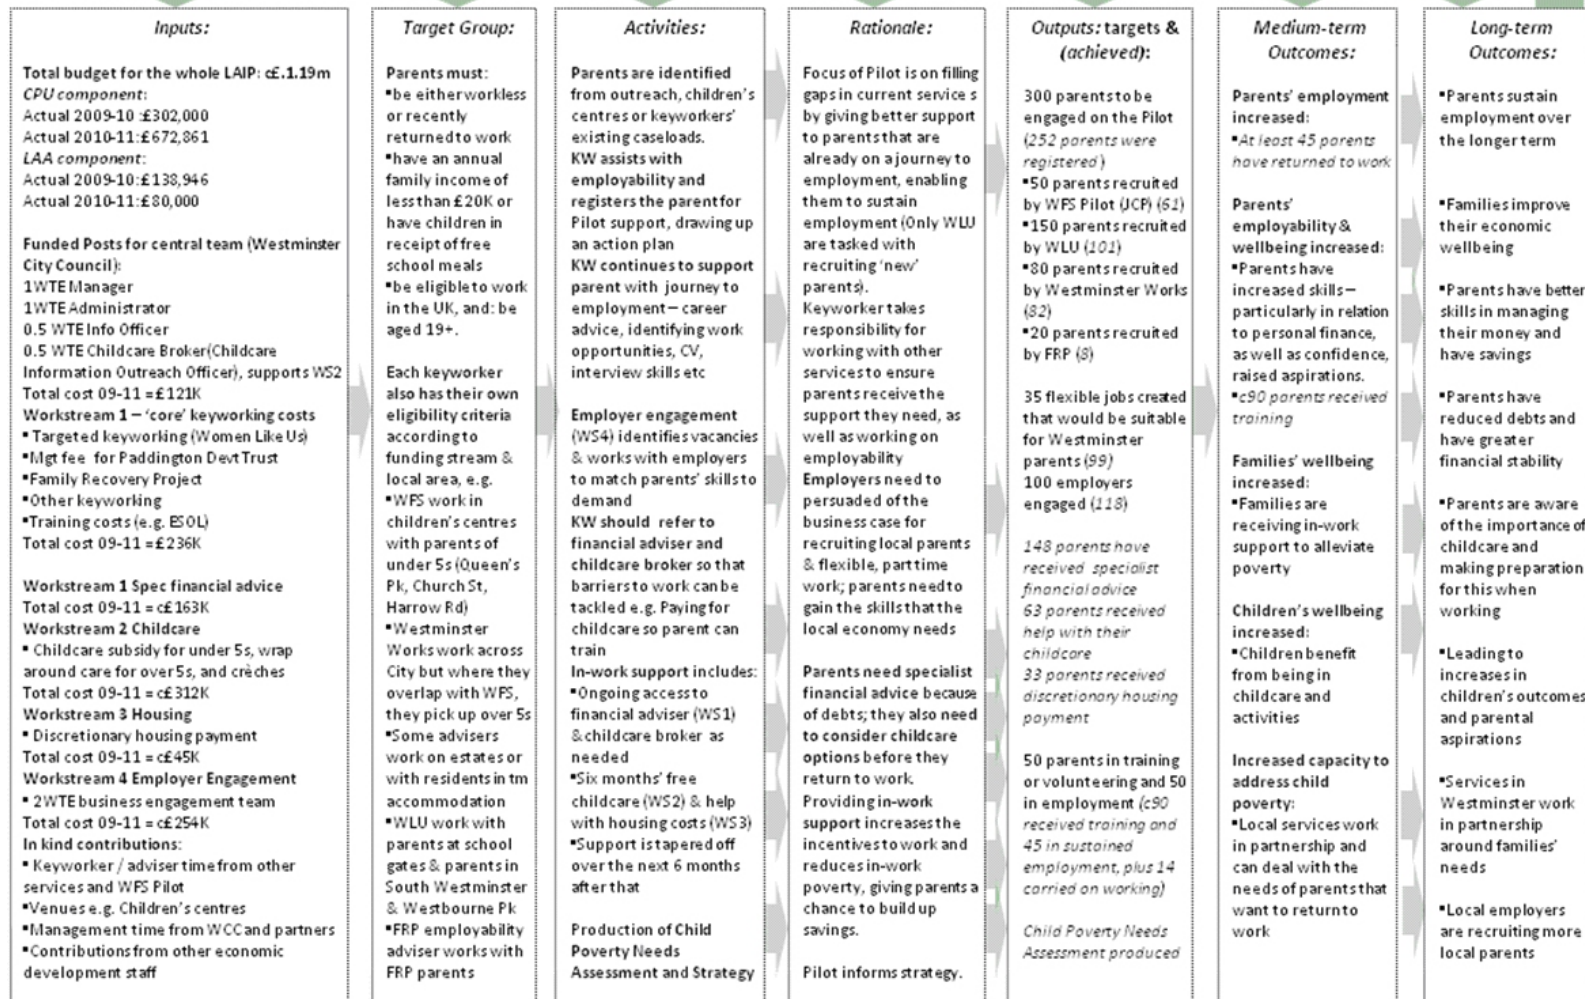 Inputs:
Total budget for the whole LAIP: c£.1.19m
CPU component:
Actual 2009-10 :£302,000
Actual 2010-11:£672,861
LAA component:
Actual 2009-10:£138,946
Actual 2010-11:£80,000
Funded Posts for central team (Westminster
City Council):
1WTE Manager
1WTE Administrator
0.5 WTE Info Officer
0.5 WTE Childcare Broker(Childcare
Information Outreach Officer), supports WS2
Total cost 09-11 =£121K
Workstream 1 – ‘core’ keyworking costs
▪ Targeted keyworking (Women Like Us)
▪Mgt fee for Paddington Devt Trust
▪Family Recovery Project
▪Other keyworking
▪Training costs (e.g. ESOL)
Total cost 09-11 =£236K
Workstream 1 Spec financial advice
Total cost 09-11 = c£163K
Workstream 2 Childcare
▪ Childcare subsidy for under 5s, wrap
around care for over 5s, and crèches
Total cost 09-11 = c£312K
Workstream 3 Housing
▪ Discretionary housing payment
Total cost 09-11 = c£45K
Workstream 4 Employer Engagement
▪ 2WTE business engagement team
Total cost 09-11 = c£254K
In kind contributions:
▪ Keyworker / adviser time from other
services and WFS Pilot
▪Venues e.g. Children’s centres
▪Management time from WCC and partners
▪Contributions from other economic
development staff
Target Group:
Parents must:
▪be either workless
or recently
returned to work
▪have an annual
family income of
less than £20K or
have children in
receipt of free
school meals
▪be eligible to work
in the UK, and: be
aged 19+.
Each keyworker
also has their own
eligibility criteria
according to
funding stream &
local area, e.g.
▪WFS work in
children’s centres
with parents of
under 5s (Queen’s
Pk, Church St,
Harrow Rd)
▪Westminster
Works work across
City but where they
overlap with WFS,
they pick up over 5s
▪Some advisers
work on estates or
with residents in tm
accommodation
▪WLU work with
parents at school
gates & parents in
South Westminster
& Westbourne Pk
▪FRP employability
adviser works with
FRP parents
Activities:
Parents are identified
from outreach, children’s
centres or keyworkers’
existing caseloads.
KW assists with
employability and
registers the parent for
Pilot support, drawing up
an action plan
KW continues to support
parent with journey to
employment – career
advice, identifying work
opportunities, CV,
interview skills etc
Employer engagement
(WS4) identifies vacancies
& works with employers
to match parents’ skills to
demand
KW should refer to
financial adviser and
childcare broker so that
barriers to work can be
tackled e.g. Paying for
childcare so parent can
train
In-work support includes:
▪Ongoing access to
financial adviser (WS1)
& childcare broker as
needed
▪Six months’ free
childcare (WS2) & help
with housing costs (WS3)
▪Support is tapered off
over the next 6 months
after that
Production of Child
Poverty Needs
Assessment and Strategy
Rationale:
Focus of Pilot is on filling
gaps in current service s
by giving better support
to parents that are
already on a journey to
employment, enabling
them to sustain
employment (Only WLU
are tasked with
recruiting ‘new’
parents).
Keyworker takes
responsibility for
working with other
services to ensure
parents receive the
support they need, as
well as working on
employability
Employers need to
persuaded of the
business case for
recruiting local parents
& flexible, part time
work; parents need to
gain the skills that the
local economy needs
Parents need specialist
financial advice because
of debts; they also need
to consider childcare
options before they
return to work.
Providing in-work
support increases the
incentives to work and
reduces in-work
poverty, giving parents a
chance to build up
savings.
Pilot informs strategy.
Outputs: targets &
(achieved):
300 parents to be
engaged on the Pilot
(252 parents were
registered )
▪50 parents recruited
by WFS Pilot (JCP) (61)
▪150 parents recruited
by WLU (101)
▪80 parents recruited
by Westminster Works
(82)
▪20 parents recruited
by FRP (8)
35 flexible jobs created
that would be suitable
for Westminster
parents (99)
100 employers
engaged (118)
148 parents have
received specialist
financial advice
63 parents received
help with their
childcare
33 parents received
discretionary housing
payment
50 parents in training
or volunteering and 50
in employment (c90
received training and
45 in sustained
employment, plus 14
carried on working)
Child Poverty Needs
Assessment produced
Medium-term
Outcomes:
Parents’ employment
increased:
▪At least 45 parents
have returned to work
Parents’
employability &
wellbeing increased:
▪Parents have
increased skills –
particularly in relation
to personal finance,
as well as confidence,
raised aspirations.
▪c90 parents received
training
Families’ wellbeing
increased:
▪Families are
receiving in-work
support to alleviate
poverty
Children’s wellbeing
increased:
▪Children benefit
from being in
childcare and
activities
Increased capacity to
address child
poverty:
▪Local services work
in partnership and
can deal with the
needs of parents that
want to return to
work
Long-term
Outcomes:
▪Parents sustain
employment over
the longer term
▪Families improve
their economic
wellbeing
▪Parents have better
skills in managing
their money and
have savings
▪Parents have
reduced debts and
have greater
financial stability
▪Parents are aware
of the importance of
childcare and
making preparation
for this when
working
▪Leading to
increases in
children’s outcomes
and parental
aspirations
▪Services in
Westminster work
in partnership
around families’
needs
▪Local employers
are recruiting more
local parents